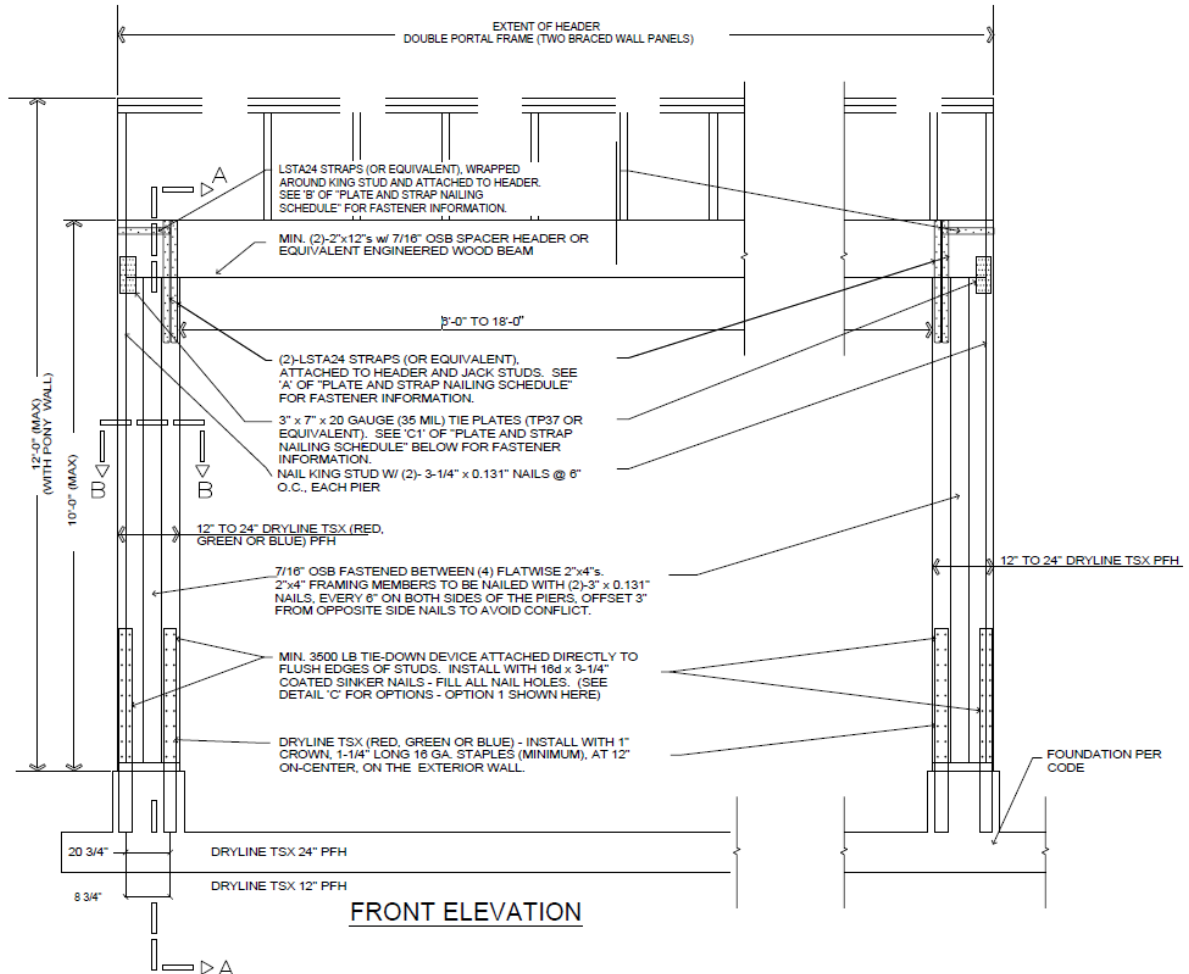 EXTENT OF HEADER
DOUBLE PORTAL FRAME (TWO BRACED WALL PANELS)
A
LSTA24 STRAPS (OR EQUIVALENT), WRAPPED
AROUND KING STUD AND ATTACHED TO HEADER.
SEE 'B' OF "PLATE AND STRAP NAILING
SCHEDULE" FOR FASTENER INFORMATION.
MIN. (2)-2"x12"s w/ 7/16" OSB SPACER HEADER OR
EQUIVALENT ENGINEERED WOOD BEAM
TO 18'-0"
(2)-LSTA24 STRAPS (OR EQUIVALENT),
ATTACHED TO HEADER AND JACK STUDS. SEE
'A' OF "PLATE AND STRAP NAILING SCHEDULE"
FOR FASTENER INFORMATION.
12'-0" (MAX)
(WITH PONY WALL)
10'-0" (MAX)
3" x 7" x 20 GAUGE (35 MIL) TIE PLATES (TP37 OR
EQUIVALENT). SEE 'C1' OF "PLATE AND STRAP
NAILING SCHEDULE" BELOW FOR FASTENER
INFORMATION.
NAIL KING STUD W/ (2)- 3-1/4" x 0.131" NAILS @ 6"
O.C., EACH PIER
B
B
12" TO 24" DRYLINE TSX (RED,
GREEN OR BLUE) PFH
12" TO 24" DRYLINE TSX PFH
7/16" OSB FASTENED BETWEEN (4) FLATWISE 2"x4"s.
2"x4" FRAMING MEMBERS TO BE NAILED WITH (2)-3" x 0.131"
NAILS, EVERY 6" ON BOTH SIDES OF THE PIERS, OFFSET 3"
FROM OPPOSITE SIDE NAILS TO AVOID CONFLICT.
MIN. 3500 LB TIE-DOWN DEVICE ATTACHED DIRECTLY TO
FLUSH EDGES OF STUDS. INSTALL WITH 16d x 3-1/4"
COATED SINKER NAILS - FILL ALL NAIL HOLES. (SEE
DETAIL 'C' FOR OPTIONS - OPTION 1 SHOWN HERE)
DRYLINE TSX (RED, GREEN OR BLUE) - INSTALL WITH 1"
CROWN, 1-1/4" LONG 16 GA. STAPLES (MINIMUM), AT 12"
ON-CENTER, ON THE EXTERIOR WALL.
FOUNDATION PER
CODE
20 3/4"
DRYLINE TSX 24" PFH
8 3/4"
DRYLINE TSX 12" PFH
FRONT ELEVATION
A